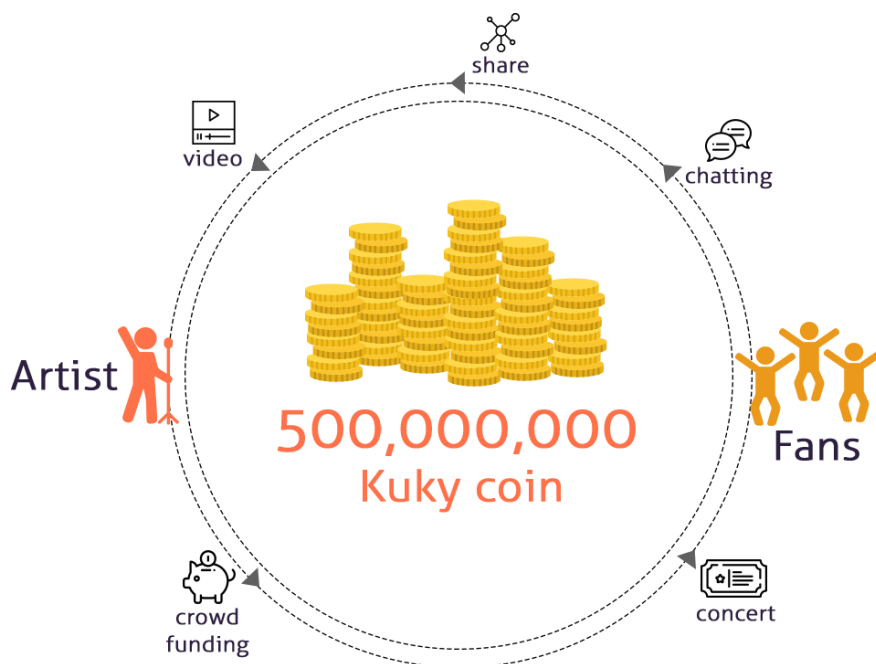 share
video
chatting
Artist
500,000,000
Kuky coin
Fans
crowd
funding
concert